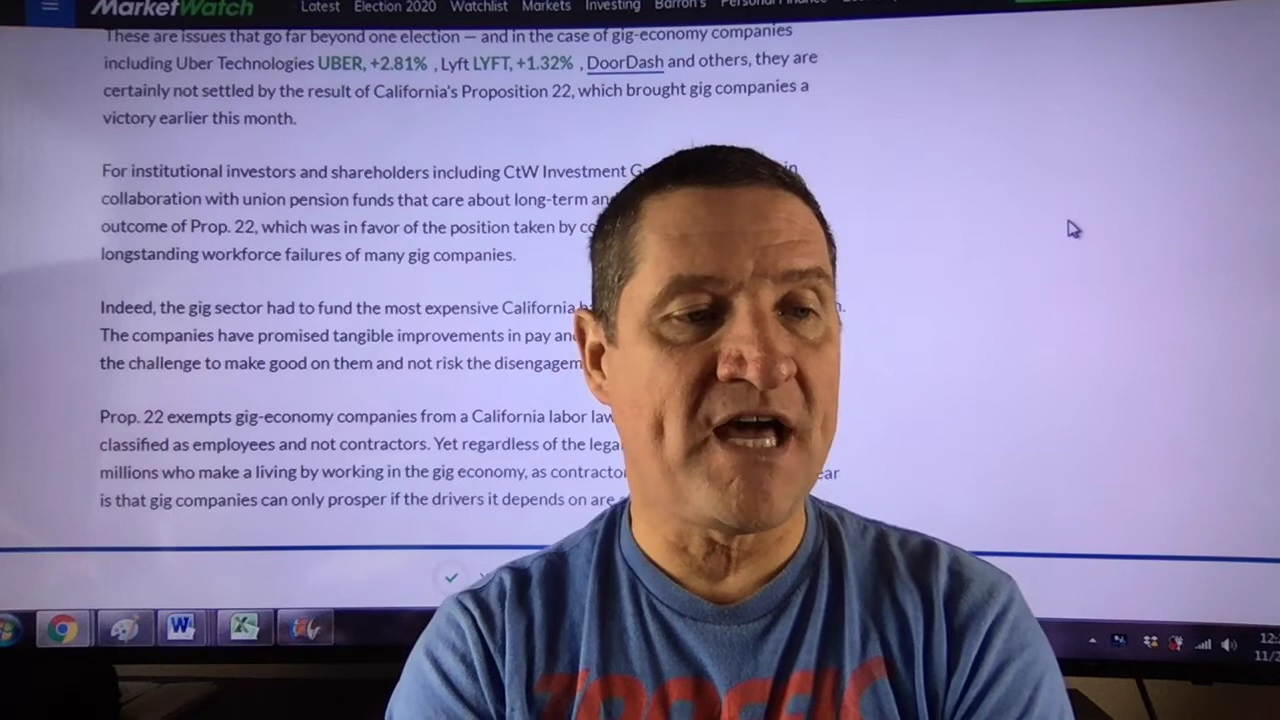 MarketWatch Latest Election 2020 Watchlist Markets Investing Barron's Personal Finance
These are issues that go far beyond one election — and in the case of gig-economy companies
including Uber Technologies UBER, +2.81% , Lyft LYFT, +1.32% , DoorDash and others, they are
certainly not settled by the result of California's Proposition 22, which brought gig companies a
victory earlier this month.
For institutional investors and shareholders including CtW Investment
collaboration with union pension funds that care about long-term
outcome of Prop. 22, which was in favor of the position taken by
longstanding workforce failures of many gig companies.
Indeed, the gig sector had to fund the most expensive California
The companies have promised tangible improvements in pay
the challenge to make good on them and not risk the
Prop. 22 exempts gig-economy companies from a California labor law
classified as employees and not contractors. Yet regardless of the
millions who make a living by working in the gig economy, as
is that gig companies can only prosper if the drivers it depends on are